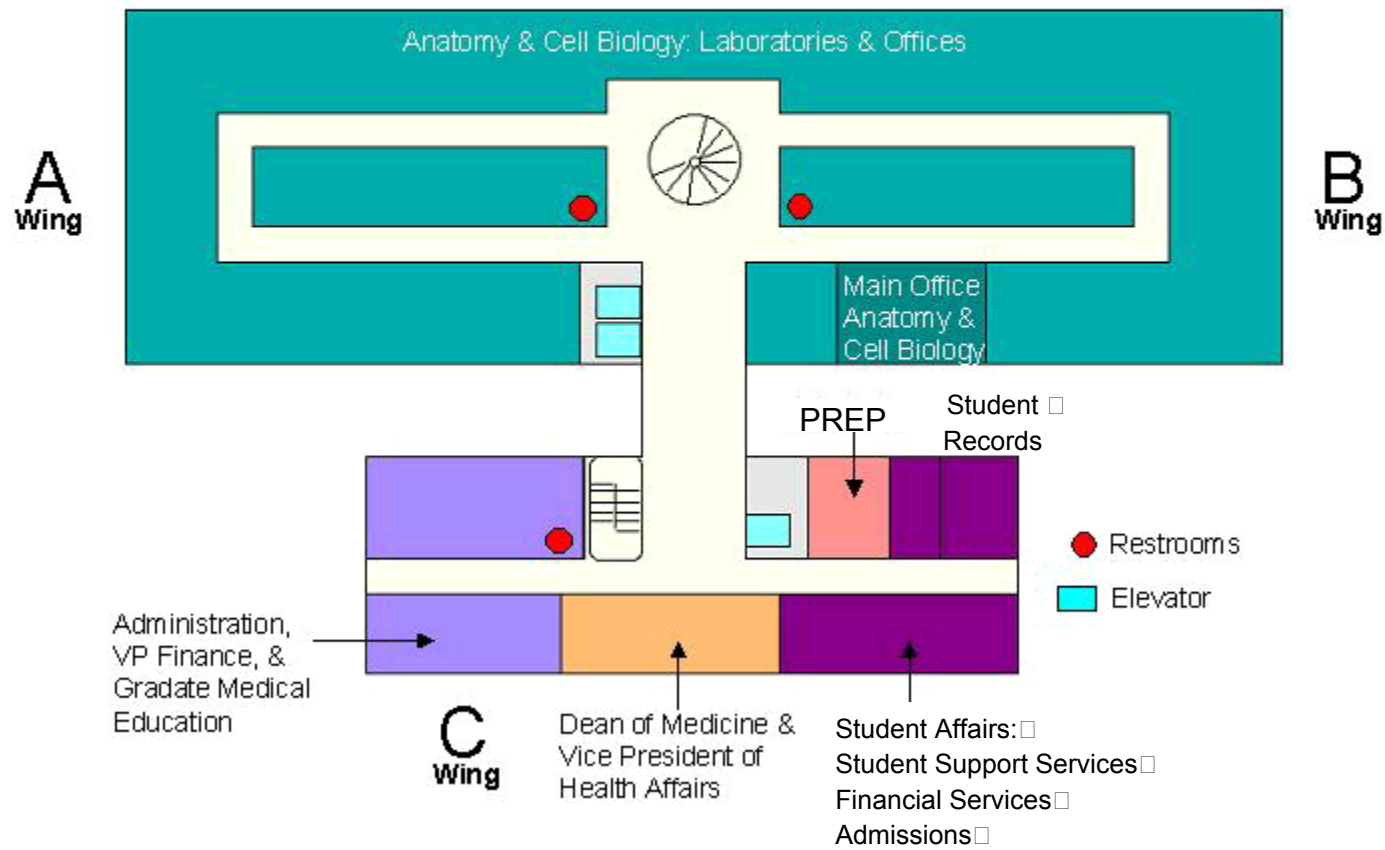 Anatomy & Cell Biology: Laboratories & Offices
A
Wing
B
Wing
Main Office
Anatomy &
Cell Biology
PREP
Student □
Records
Restrooms
Elevator
Administration,
VP Finance, &
Gradate Medical
Education
C
Wing
Dean of Medicine &
Vice President of
Health Affairs
Student Affairs:□
Student Support Services□
Financial Services□
Admissions□